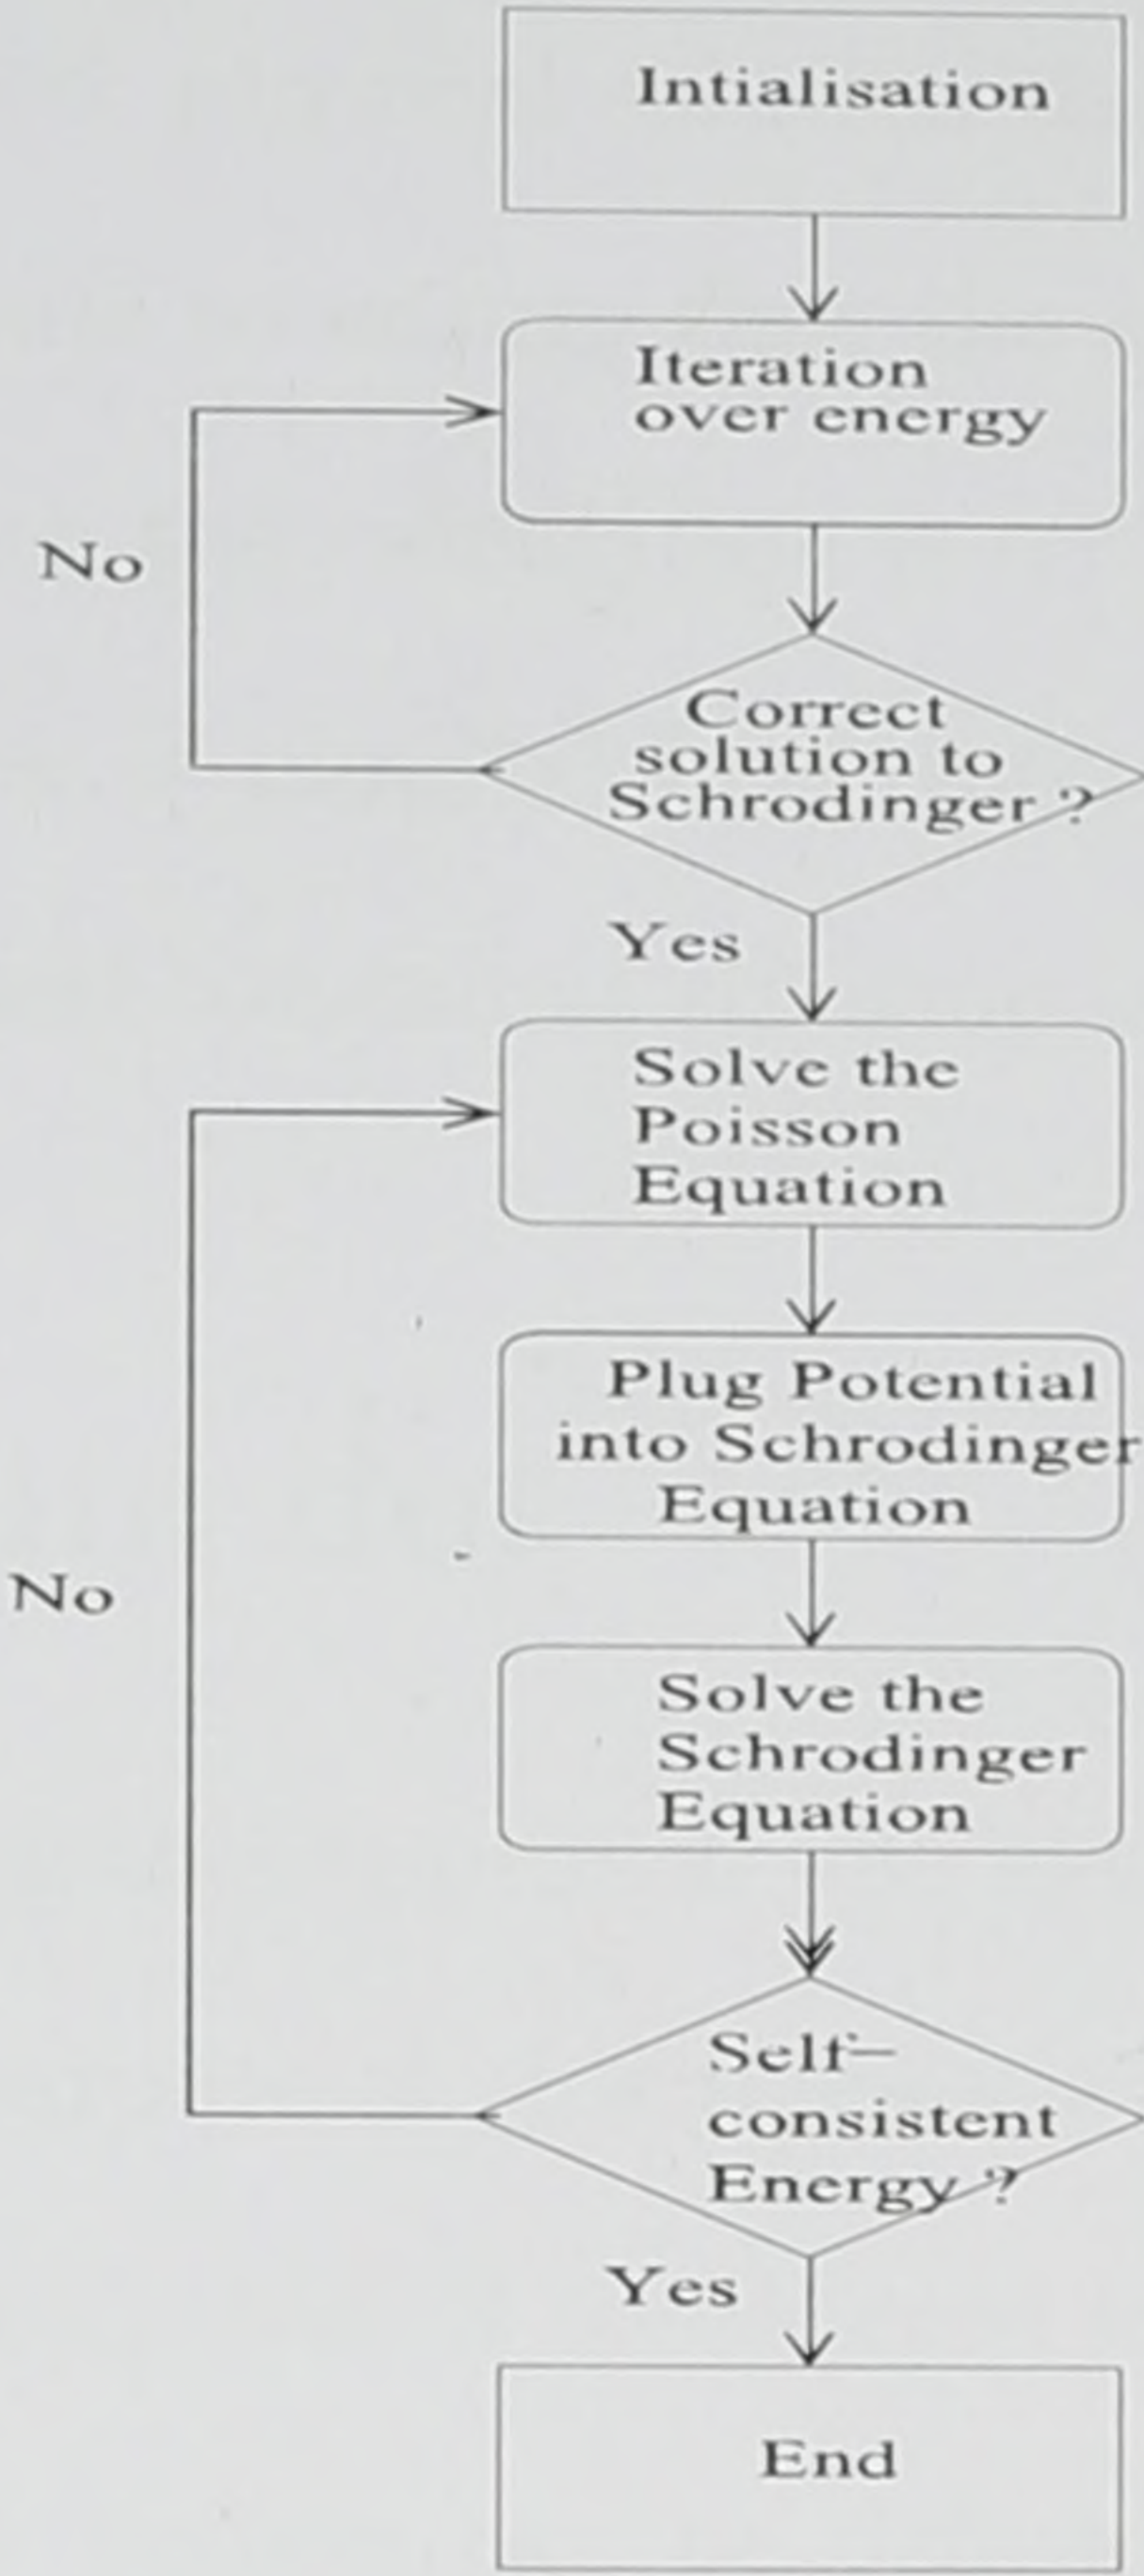 Intialisation
Iteration
over energy
No
Correct
solution to
Schrodinger ?
Yes
Solve the
Poisson
Equation
Plug Potential
into Schrodinger
Equation
No
Solve the
Schrodinger
Equation
Self-
consistent
Energy ?
Yes
End